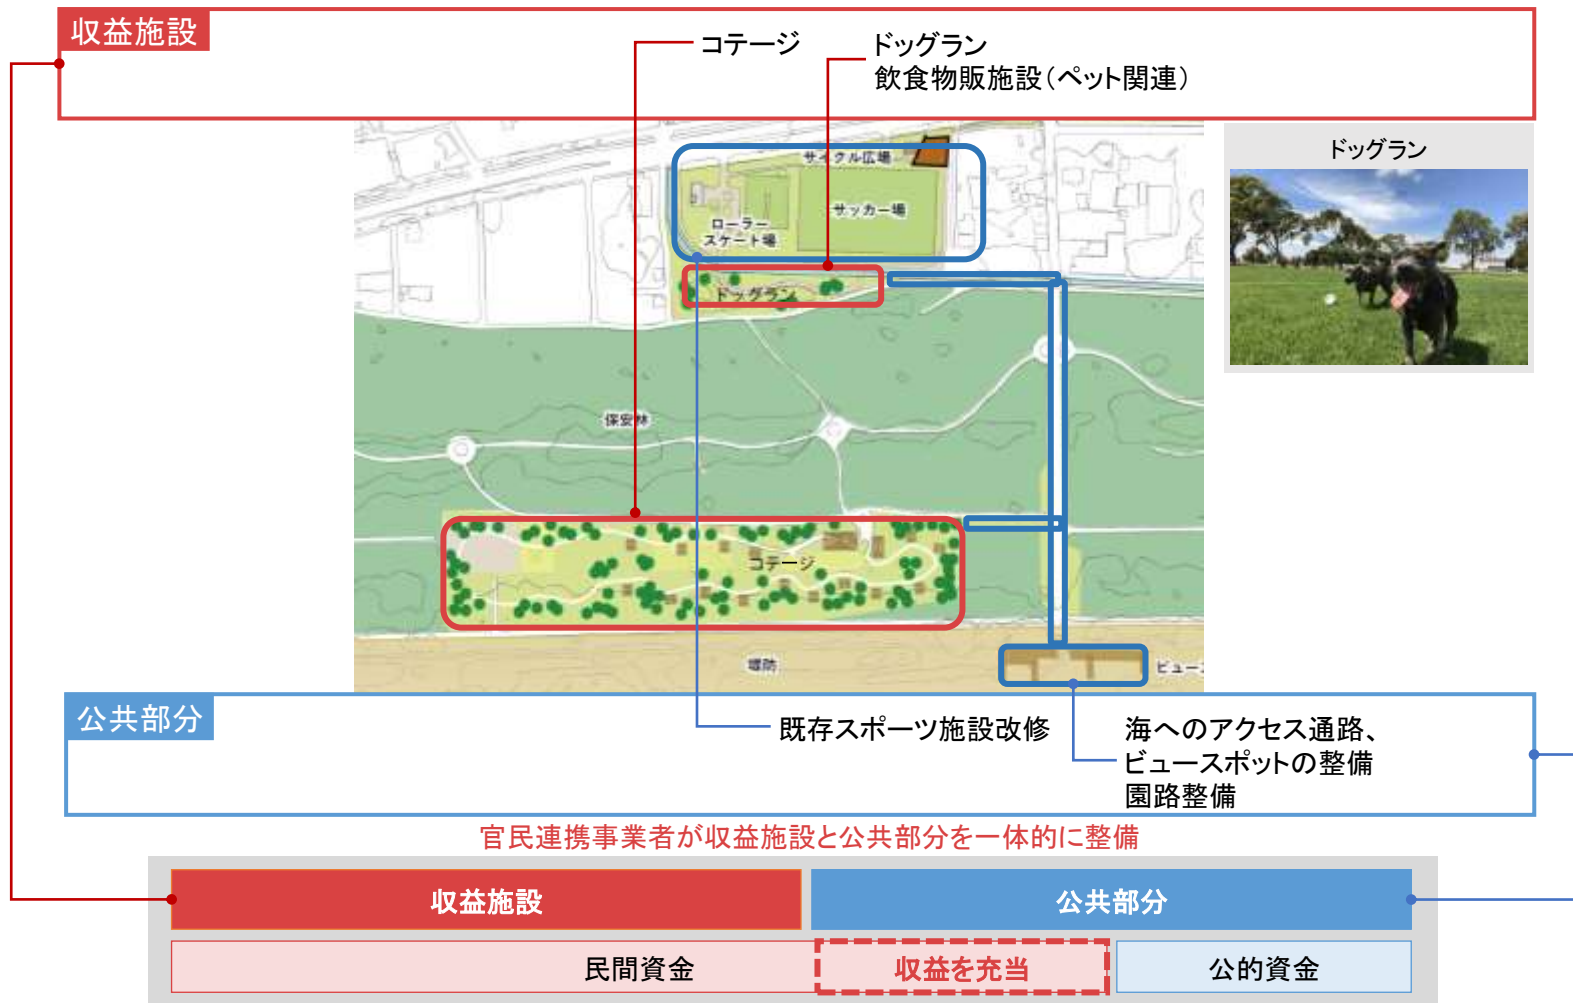 収益施設
コテージ
ドッグラン
飲食物販施設（ペット関連）
ドッグラン
サイクル広場
サッカー場
ローラー
スケート場
ドッグラン
保安林
コテージ
堤防
ビュース
公共部分
既存スポーツ施設改修
海へのアクセス通路、
ビュースポットの整備
園路整備
官民連携事業者が収益施設と公共部分を一体的に整備
収益施設
公共部分
民間資金
収益を充当
公的資金